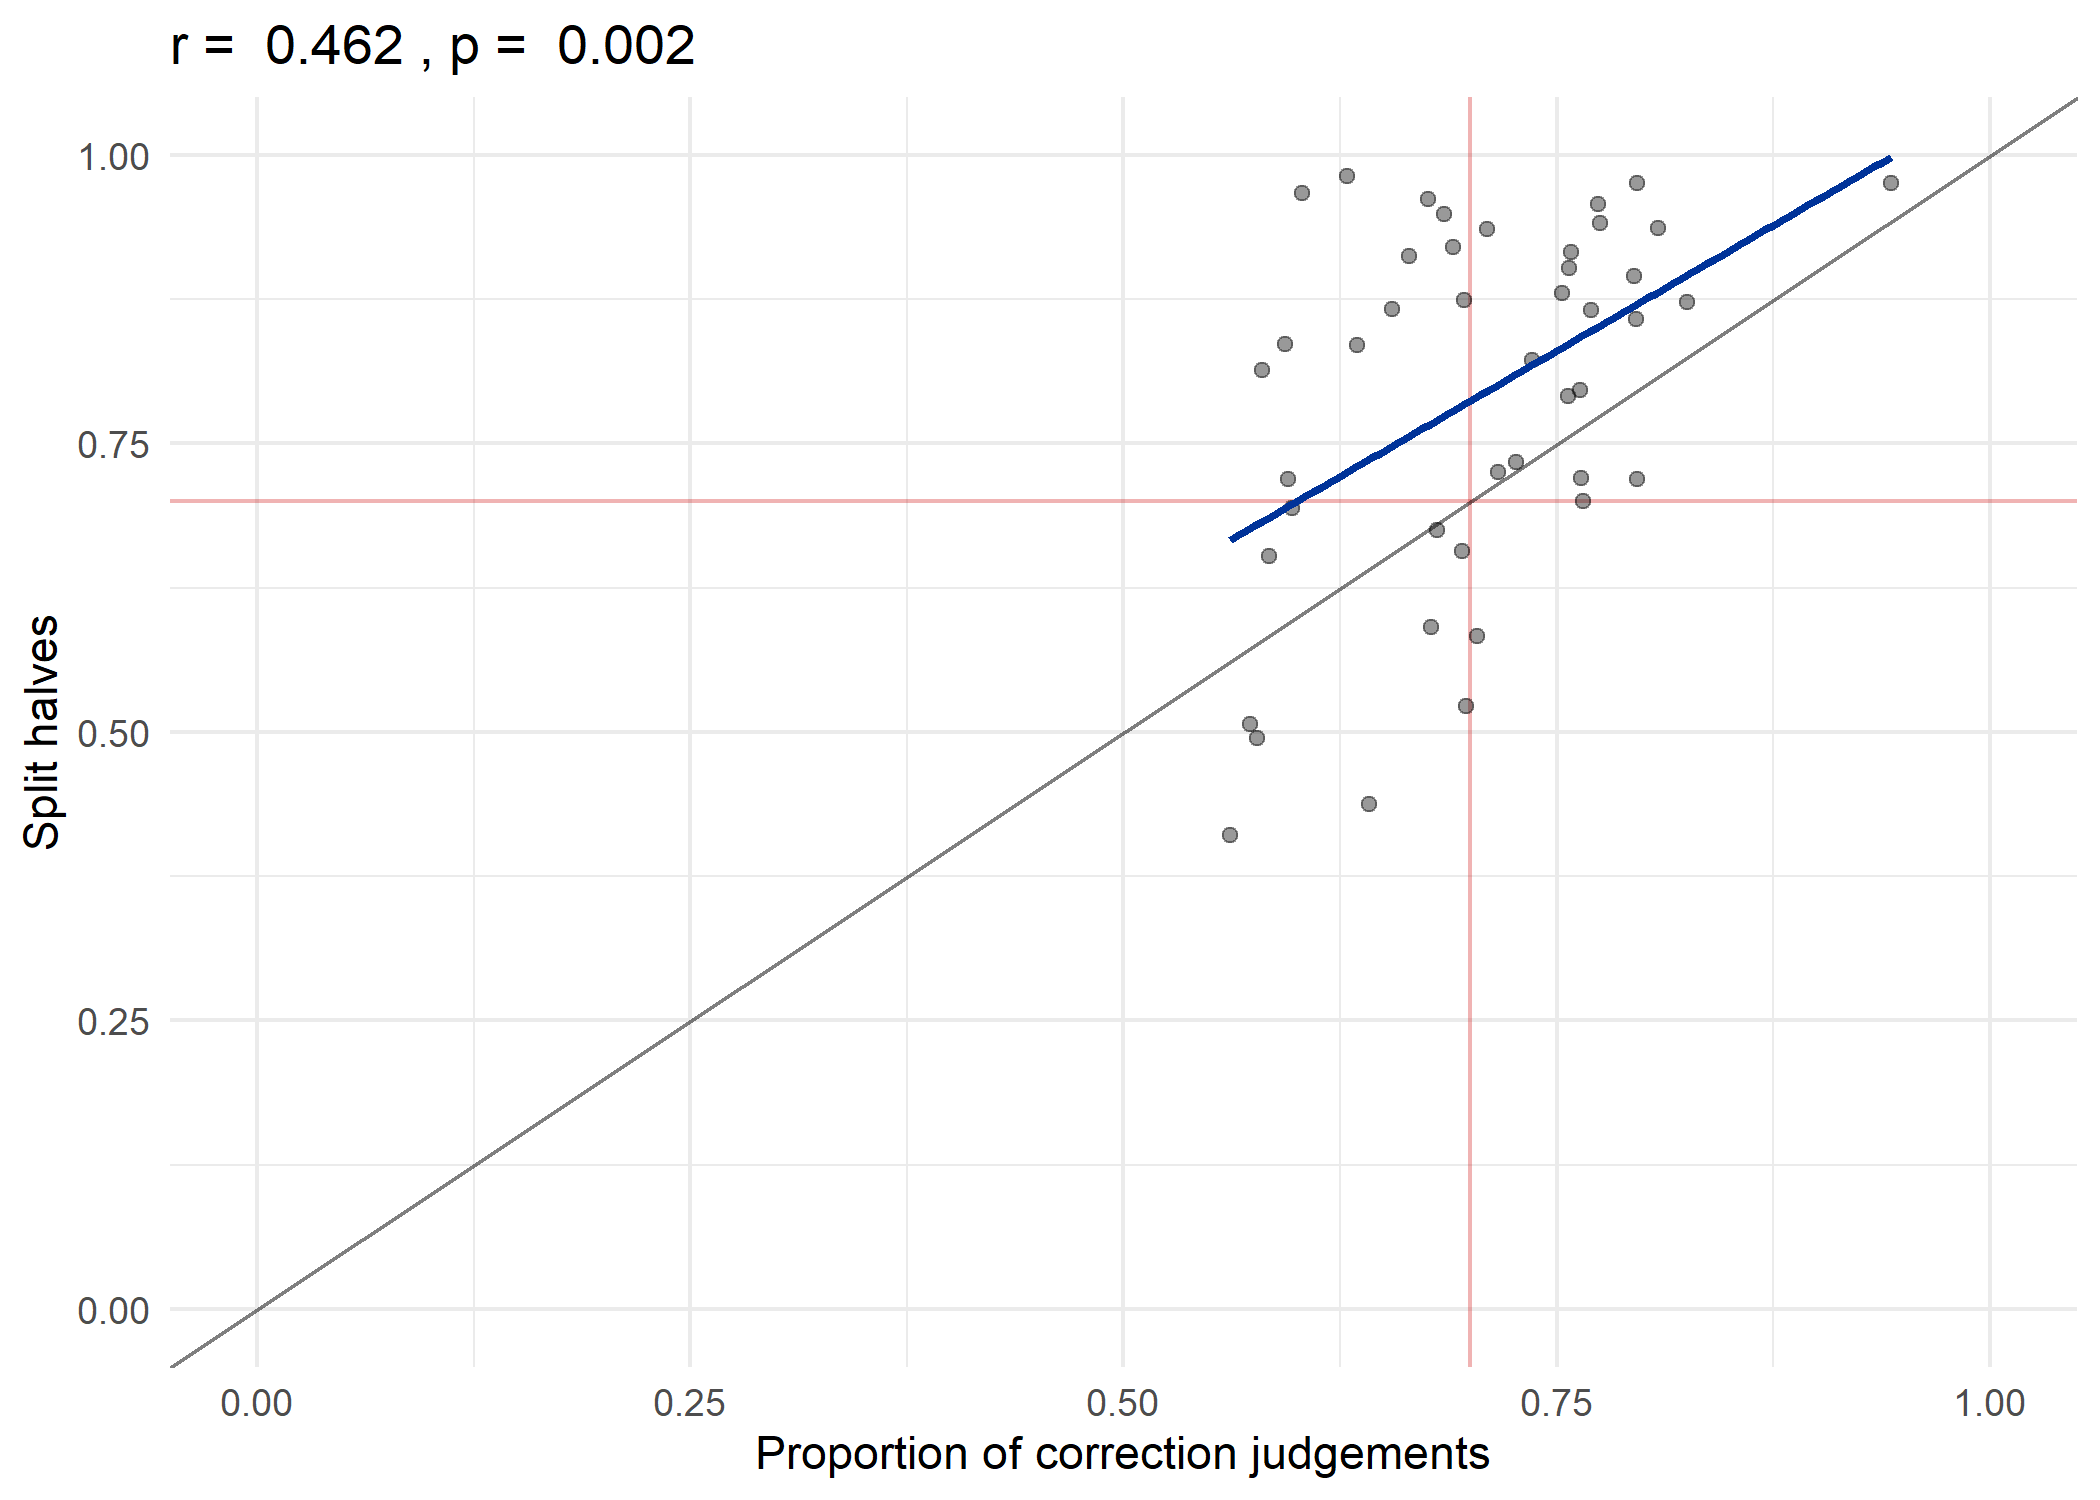 r =  0.462 , p =  0.002
1.00
0.75
0.50
0.25
0.00
Split halves
0.00 0.25 0.50 0.75 1.00
Proportion of correction judgements